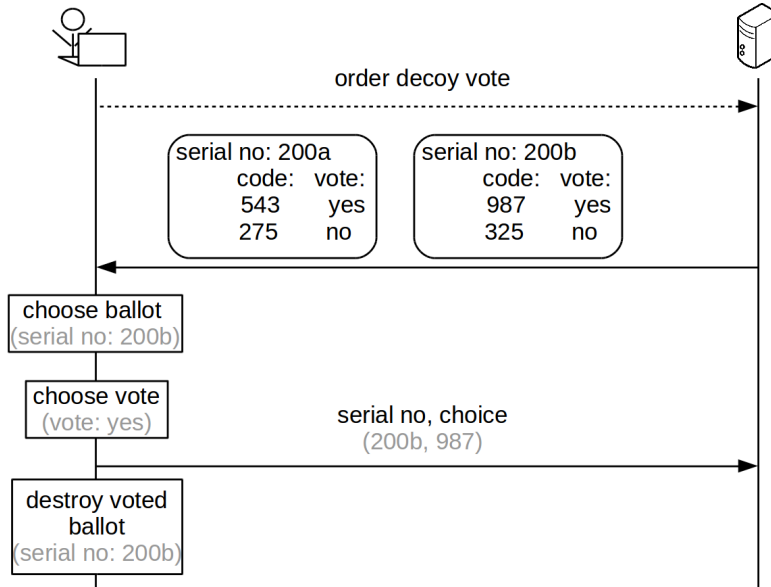 order decoy vote
serial no: 200a
code: vote:
543 yes
275 no
serial no: 200b
code: vote:
987 yes
325 no
choose ballot
(serial no: 200b)
choose vote
(vote: yes)
serial no, choice
(200b, 987)
destroy voted
ballot
(serial no: 200b)